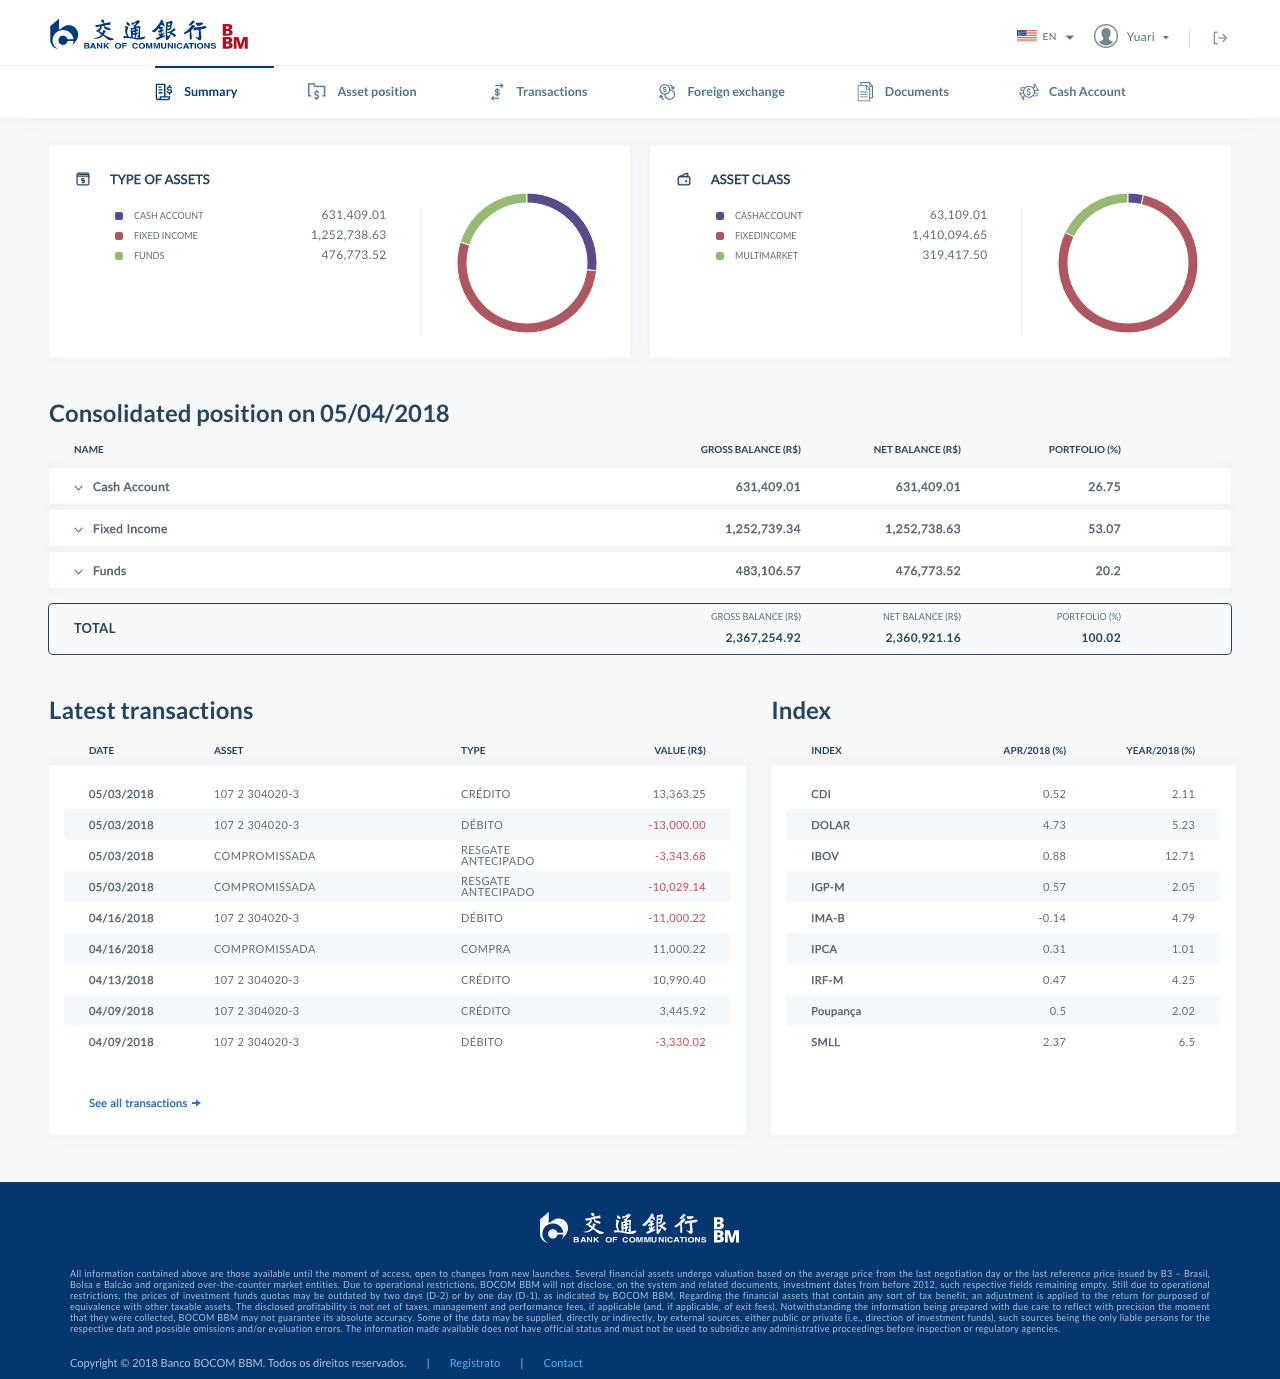 交通銀行
BANK OF COMMUNICATIONS
B
BM
EN
Yuari
Summary
Asset position
Transactions
Foreign exchange
Documents
Cash Account
TYPE OF ASSETS
CASH ACCOUNT 631,409.01
FIXED INCOME 1,252,738.63
FUNDS 476,773.52
ASSET CLASS
CASHACCOUNT 63,109.01
FIXEDINCOME 1,410,094.65
MULTIMARKET 319,417.50
Consolidated position on 05/04/2018
NAME GROSS BALANCE (R$) NET BALANCE (R$) PORTFOLIO (%)
Cash Account 631,409.01 631,409.01 26.75
Fixed Income 1,252,739.34 1,252,738.63 53.07
Funds 483,106.57 476,773.52 20.2
GROSS BALANCE (R$) NET BALANCE (R$) PORTFOLIO (%)
TOTAL 2,367,254.92 2,360,921.16 100.02
Latest transactions
DATE ASSET TYPE VALUE (R$)
05/03/2018 107 2 304020-3 CRÉDITO 13,363.25
05/03/2018 107 2 304020-3 DÉBITO -13,000.00
05/03/2018 COMPROMISSADA RESGATE ANTECIPADO -3,343.68
05/03/2018 COMPROMISSADA RESGATE ANTECIPADO -10,029.14
04/16/2018 107 2 304020-3 DÉBITO -11,000.22
04/16/2018 COMPROMISSADA COMPRA 11,000.22
04/13/2018 107 2 304020-3 CRÉDITO 10,990.40
04/09/2018 107 2 304020-3 CRÉDITO 3,445.92
04/09/2018 107 2 304020-3 DÉBITO -3,330.02
See all transactions
Index
INDEX APR/2018 (%) YEAR/2018 (%)
CDI 0.52 2.11
DOLAR 4.73 5.23
IBOV 0.88 12.71
IGP-M 0.57 2.05
IMA-B -0.14 4.79
IPCA 0.31 1.01
IRF-M 0.47 4.25
Poupança 0.5 2.02
SMLL 2.37 6.5
交通銀行
BANK OF COMMUNICATIONS
B
BM
All information contained above are those available until the moment of access, open to changes from new launches. Several financial assets undergo valuation based on the average price from the last negotiation day or the last reference price issued by B3 – Brasil,
Bolsa e Balcão and organized over-the-counter market entities. Due to operational restrictions, BOCOM BBM will not disclose, on the system and related documents, investment dates from before 2012, such respective fields remaining empty. Still due to operational
restrictions, the prices of investment funds quotas may be outdated by two days (D-2) or by one day (D-1), as indicated by BOCOM BBM. Regarding the financial assets that contain any sort of tax benefit, an adjustment is applied to the return for purposed of
equivalence with other taxable assets. The disclosed profitability is not net of taxes, management and performance fees, if applicable (and, if applicable, of exit fees). Notwithstanding the information being prepared with due care to reflect with precision the moment
that they were collected, BOCOM BBM may not guarantee its absolute accuracy. Some of the data may be supplied, directly or indirectly, by external sources, either public or private (i.e., direction of investment funds), such sources being the only liable persons for the
respective data and possible omissions and/or evaluation errors. The information made available does not have official status and must not be used to subsidize any administrative proceedings before inspection or regulatory agencies.
Copyright © 2018 Banco BOCOM BBM. Todos os direitos reservados. | Registrato | Contact